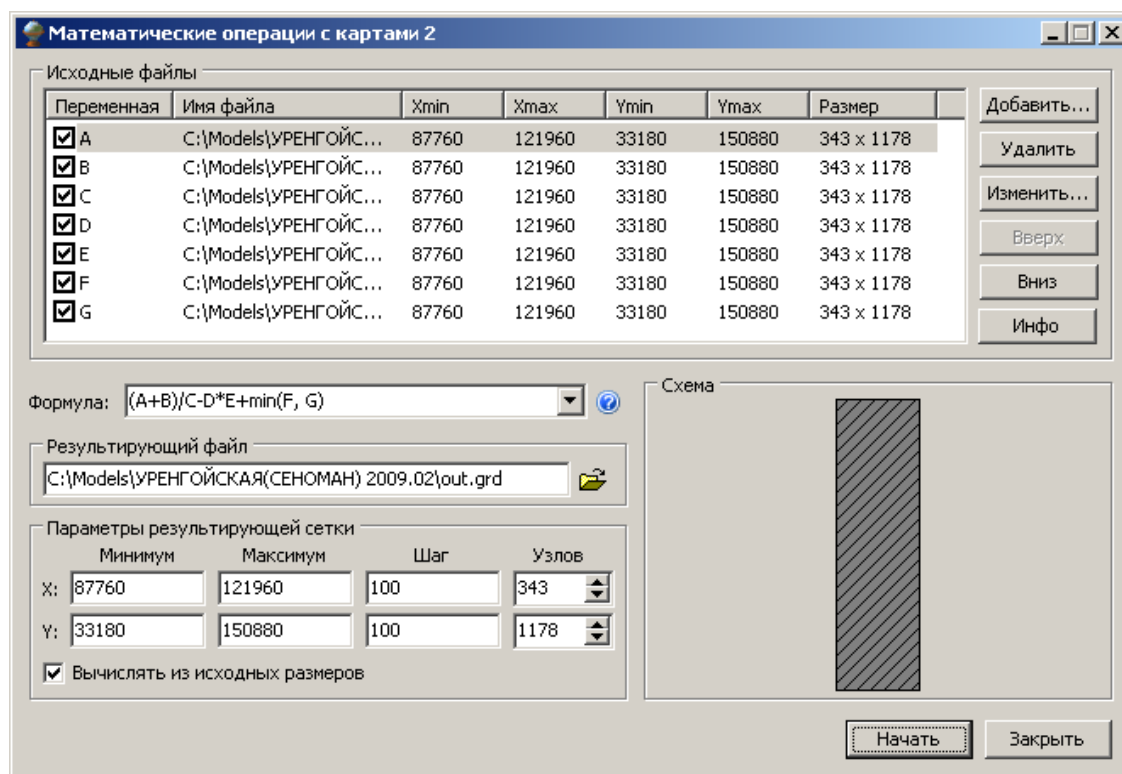 Математические операции с картами 2
Исходные файлы
Переменная Имя файла Xmin Xmax Ymin Ymax Размер
A C:\Models\УРЕНГОЙС... 87760 121960 33180 150880 343 x 1178
B C:\Models\УРЕНГОЙС... 87760 121960 33180 150880 343 x 1178
C C:\Models\УРЕНГОЙС... 87760 121960 33180 150880 343 x 1178
D C:\Models\УРЕНГОЙС... 87760 121960 33180 150880 343 x 1178
E C:\Models\УРЕНГОЙС... 87760 121960 33180 150880 343 x 1178
F C:\Models\УРЕНГОЙС... 87760 121960 33180 150880 343 x 1178
G C:\Models\УРЕНГОЙС... 87760 121960 33180 150880 343 x 1178
Добавить...
Удалить
Изменить...
Вверх
Вниз
Инфо
Формула: (A+B)/C-D*E+min(F, G)
Результирующий файл
C:\Models\УРЕНГОЙСКАЯ(СЕНОМАН) 2009.02\out.grd
Параметры результирующей сетки
Минимум Максимум Шаг Узлов
X: 87760 121960 100 343
Y: 33180 150880 100 1178
Вычислять из исходных размеров
Схема
Начать Закрыть